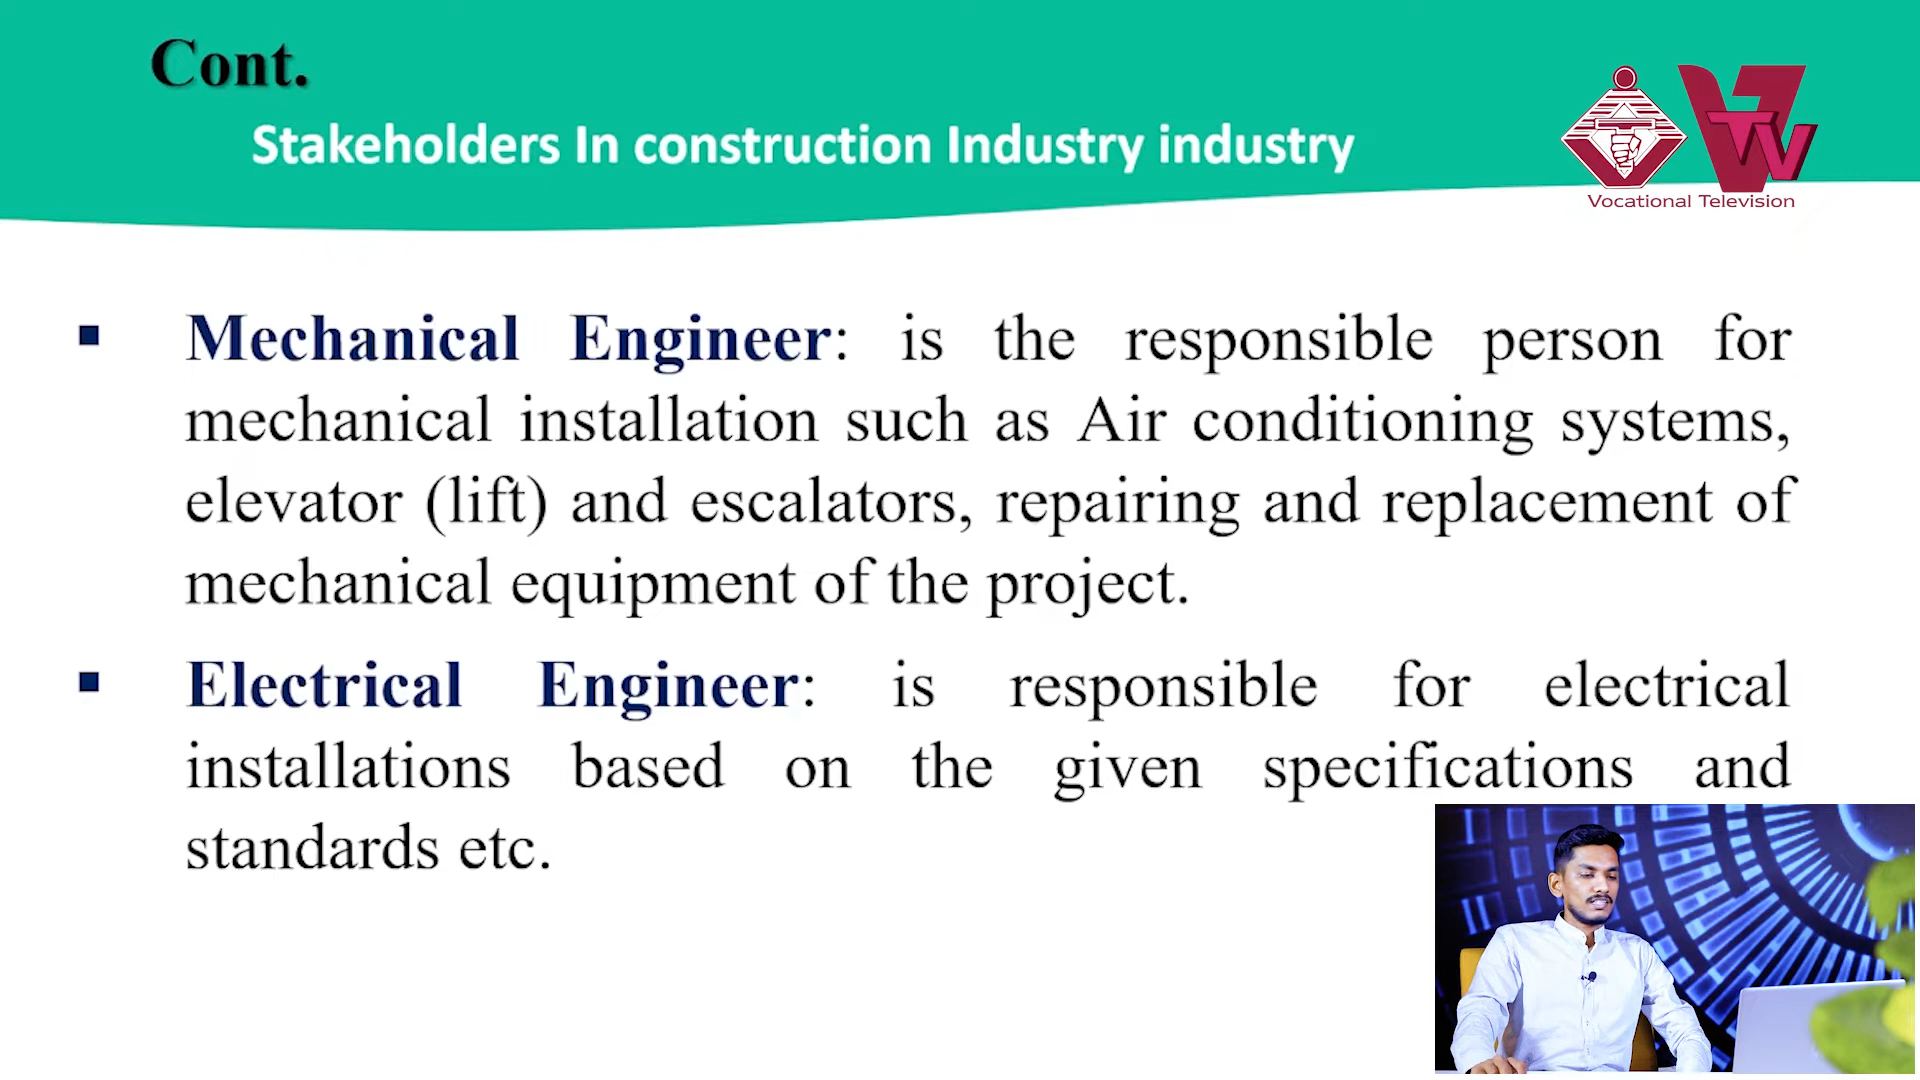 Cont.
Stakeholders In construction Industry industry
VTV
Vocational Television
▪ Mechanical Engineer: is the responsible person for
mechanical installation such as Air conditioning systems,
elevator (lift) and escalators, repairing and replacement of
mechanical equipment of the project.
▪ Electrical Engineer: is responsible for electrical
installations based on the given specifications and
standards etc.